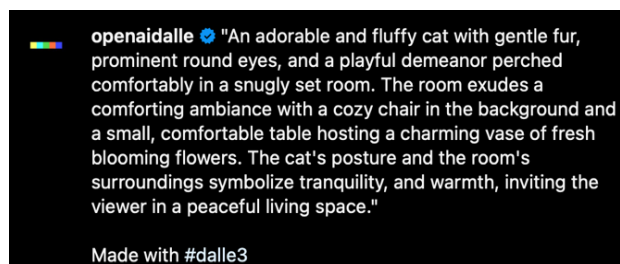 openaidalle "An adorable and fluffy cat with gentle fur,
prominent round eyes, and a playful demeanor perched
comfortably in a snugly set room. The room exudes a
comforting ambiance with a cozy chair in the background and
a small, comfortable table hosting a charming vase of fresh
blooming flowers. The cat's posture and the room's
surroundings symbolize tranquility, and warmth, inviting the
viewer in a peaceful living space."
Made with #dalle3